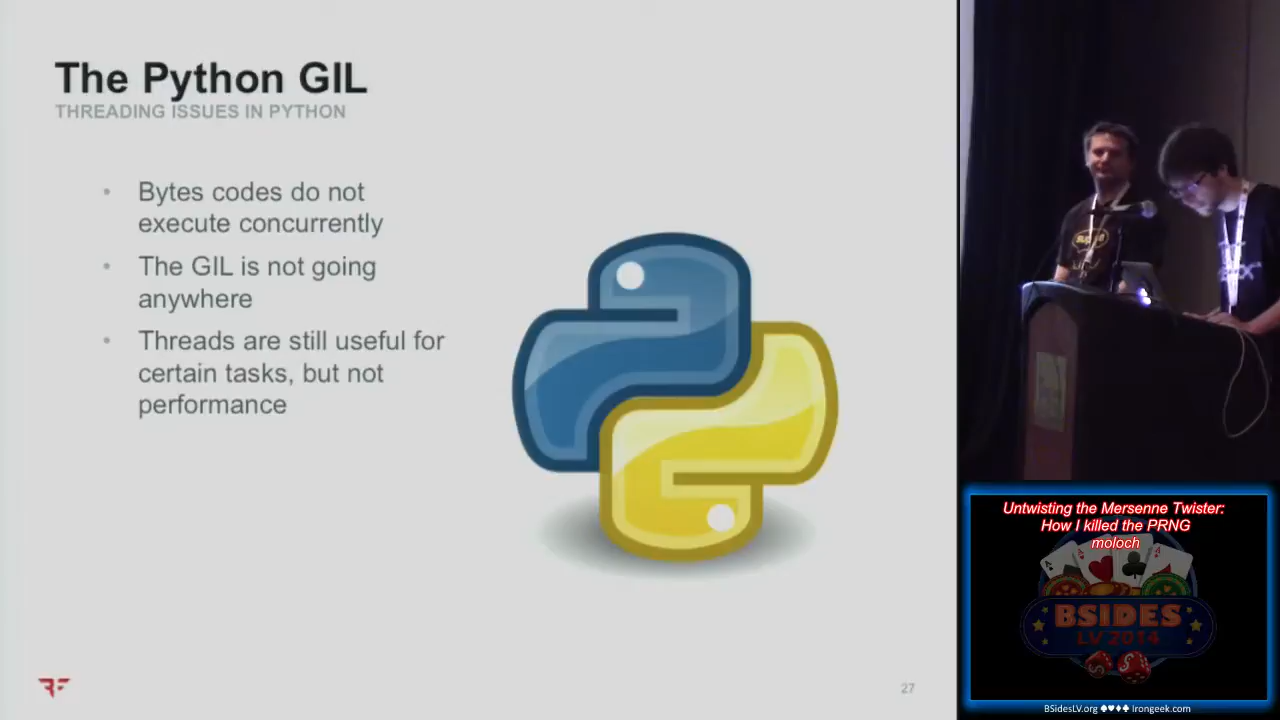 The Python GIL
THREADING ISSUES IN PYTHON
• Bytes codes do not
execute concurrently
• The GIL is not going
anywhere
• Threads are still useful for
certain tasks, but not
performance
27
Untwisting the Mersenne Twister:
How I killed the PRNG
moloch
BSIDES
LV 2014
BSidesLV.org ♠♥♦♣ Irongeek.com